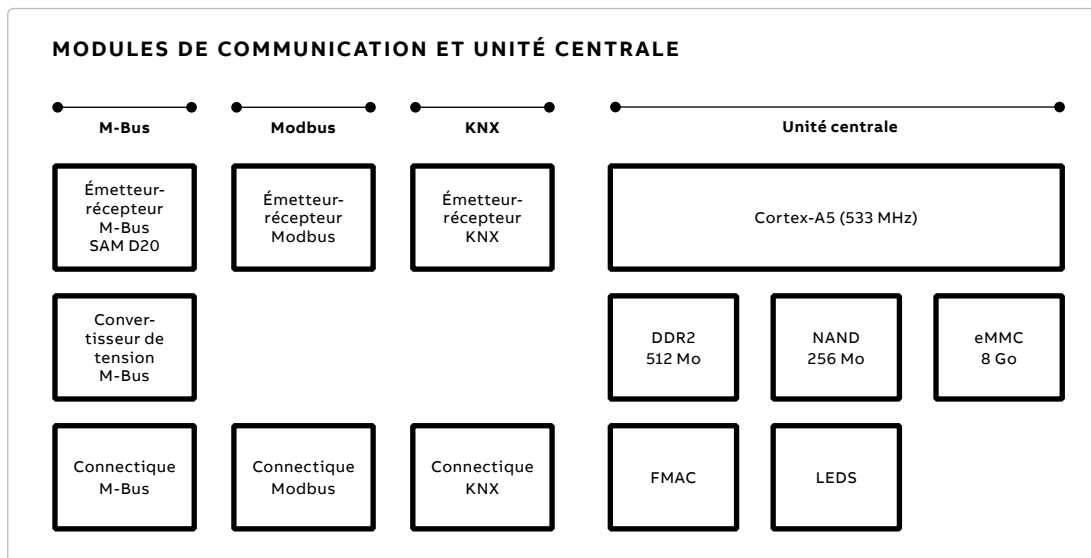 MODULES DE COMMUNICATION ET UNITÉ CENTRALE
M-Bus
Modbus
KNX
Unité centrale
Émetteur-
récepteur
M-Bus
SAM D20
Émetteur-
récepteur
Modbus
Émetteur-
récepteur
KNX
Cortex-A5 (533 MHz)
Conver-
tisseur de
tension
M-Bus
DDR2
512 Mo
NAND
256 Mo
eMMC
8 Go
Connectique
M-Bus
Connectique
Modbus
Connectique
KNX
FMAC
LEDS